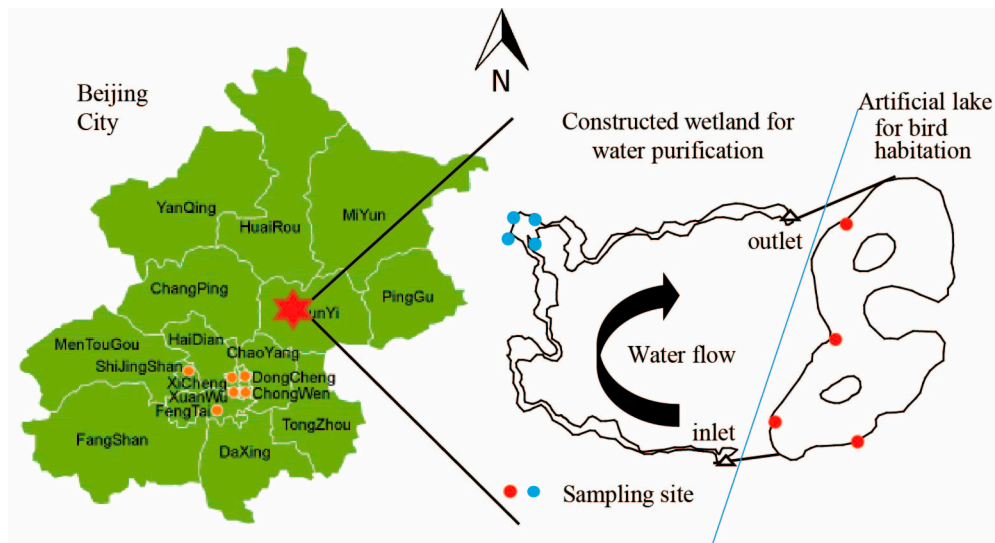 Beijing
City
N
Constructed wetland for
water purification
Artificial lake
for bird
habitation
YanQing
HuaiRou
MiYun
outlet
ChangPing
unYi
PingGu
MenTouGou
HaiDian
ChaoYang
Water flow
ShiJingShan
XiCheng
DongCheng
XuanWu
ChongWen
FengTai
TongZhou
FangShan
DaXing
inlet
Sampling site